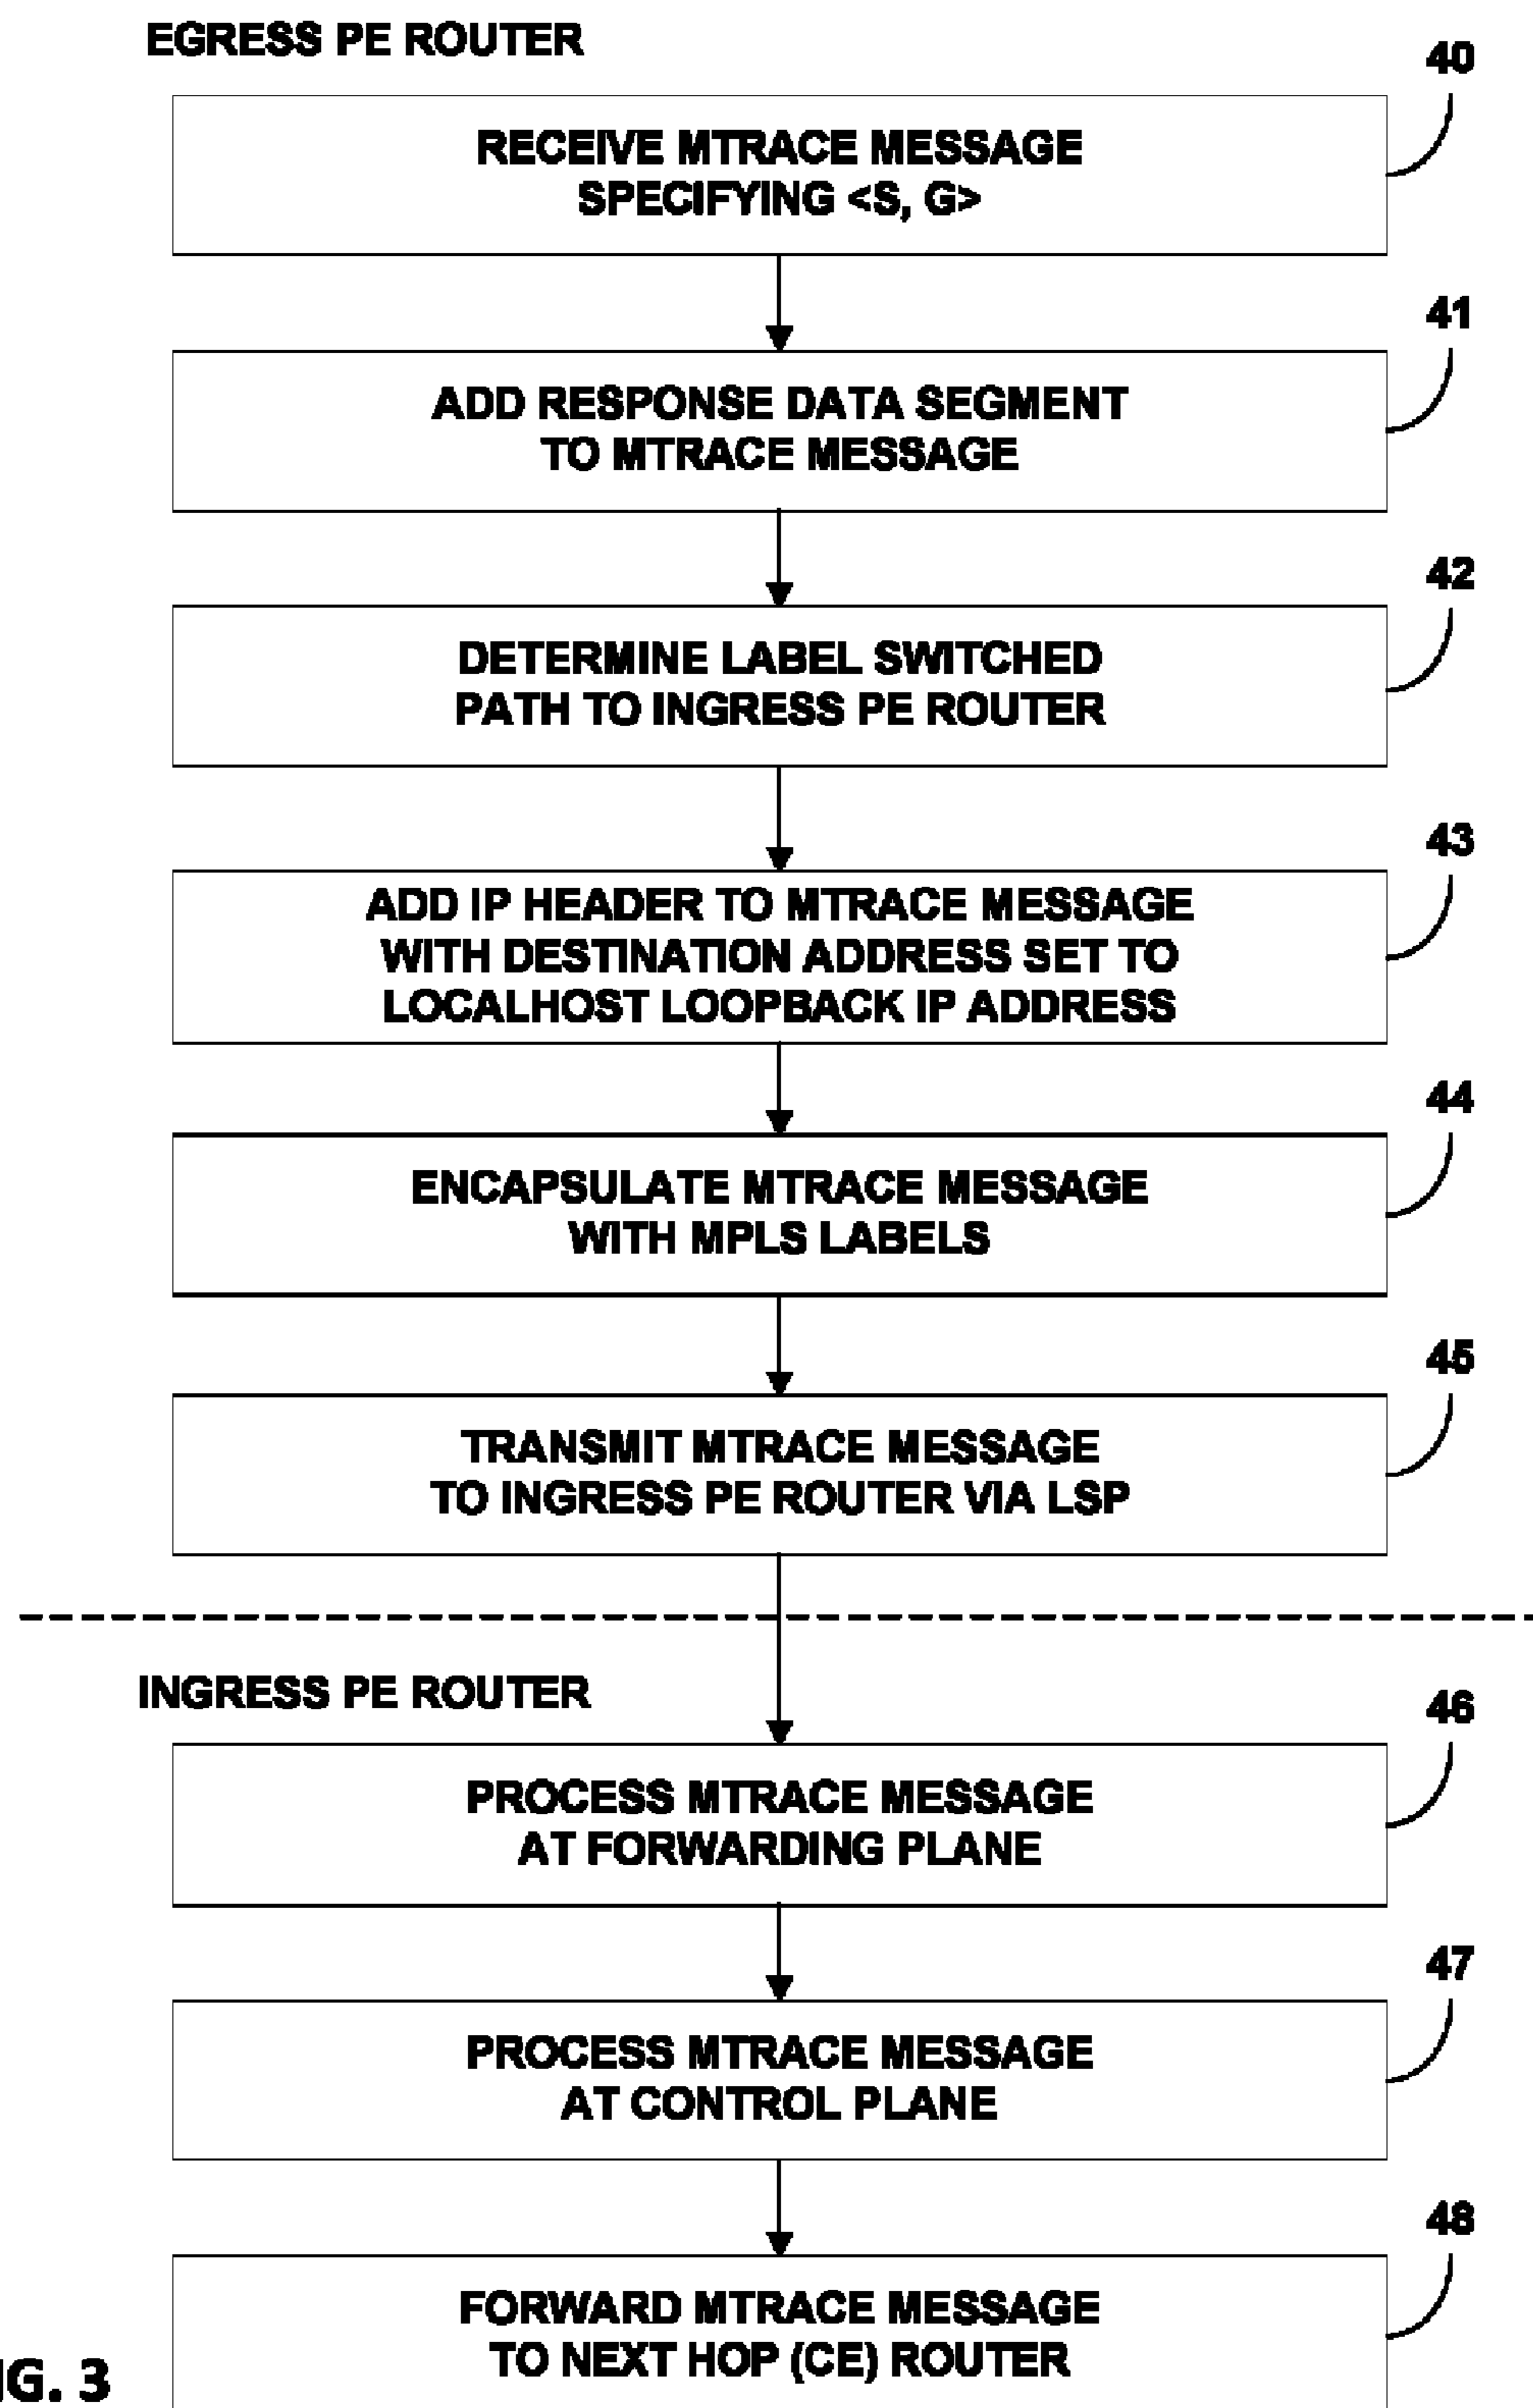 EGRESS PE ROUTER
40
RECEIVE MTRACE MESSAGE
SPECIFYING <S, G>
41
ADD RESPONSE DATA SEGMENT
TO MTRACE MESSAGE
42
DETERMINE LABEL SWITCHED
PATH TO INGRESS PE ROUTER
43
ADD IP HEADER TO MTRACE MESSAGE
WITH DESTINATION ADDRESS SET TO
LOCALHOST LOOPBACK IP ADDRESS
44
ENCAPSULATE MTRACE MESSAGE
WITH MPLS LABELS
45
TRANSMIT MTRACE MESSAGE
TO INGRESS PE ROUTER VIA LSP
INGRESS PE ROUTER
46
PROCESS MTRACE MESSAGE
AT FORWARDING PLANE
47
PROCESS MTRACE MESSAGE
AT CONTROL PLANE
48
FORWARD MTRACE MESSAGE
TO NEXT HOP (CE) ROUTER
G. 3